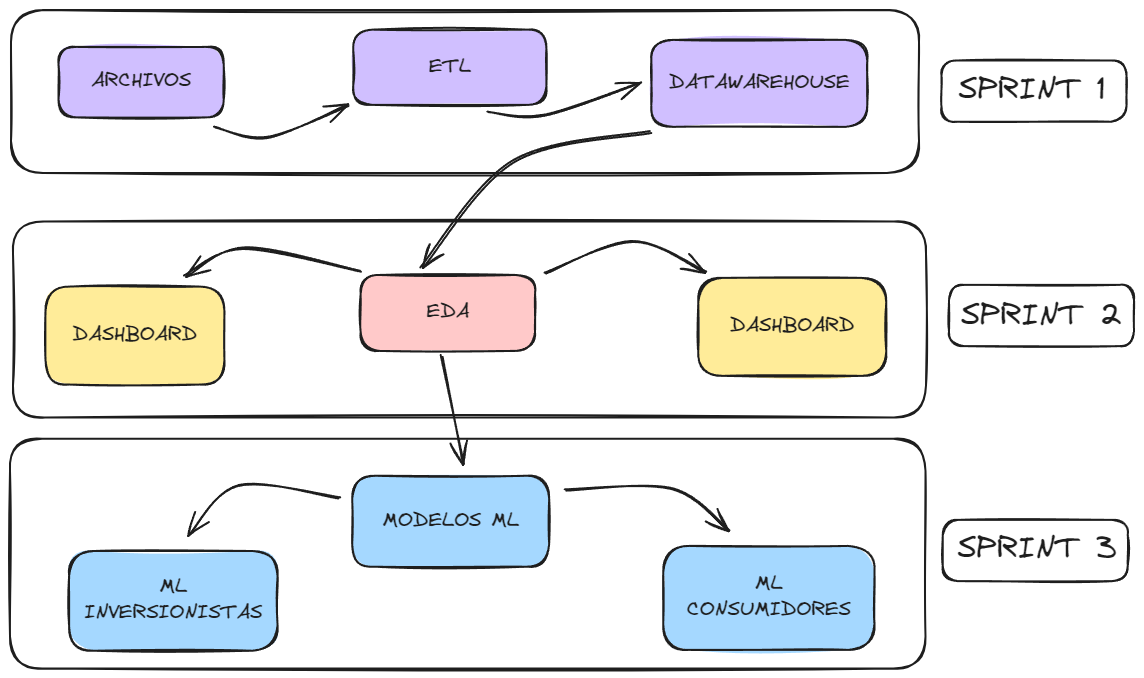 ARCHIVOS
ETL
DATAWAREHOUSE
SPRINT 1
DASHBOARD
EDA
DASHBOARD
SPRINT 2
MODELOS ML
ML
INVERSIONISTAS
ML
CONSUMIDORES
SPRINT 3